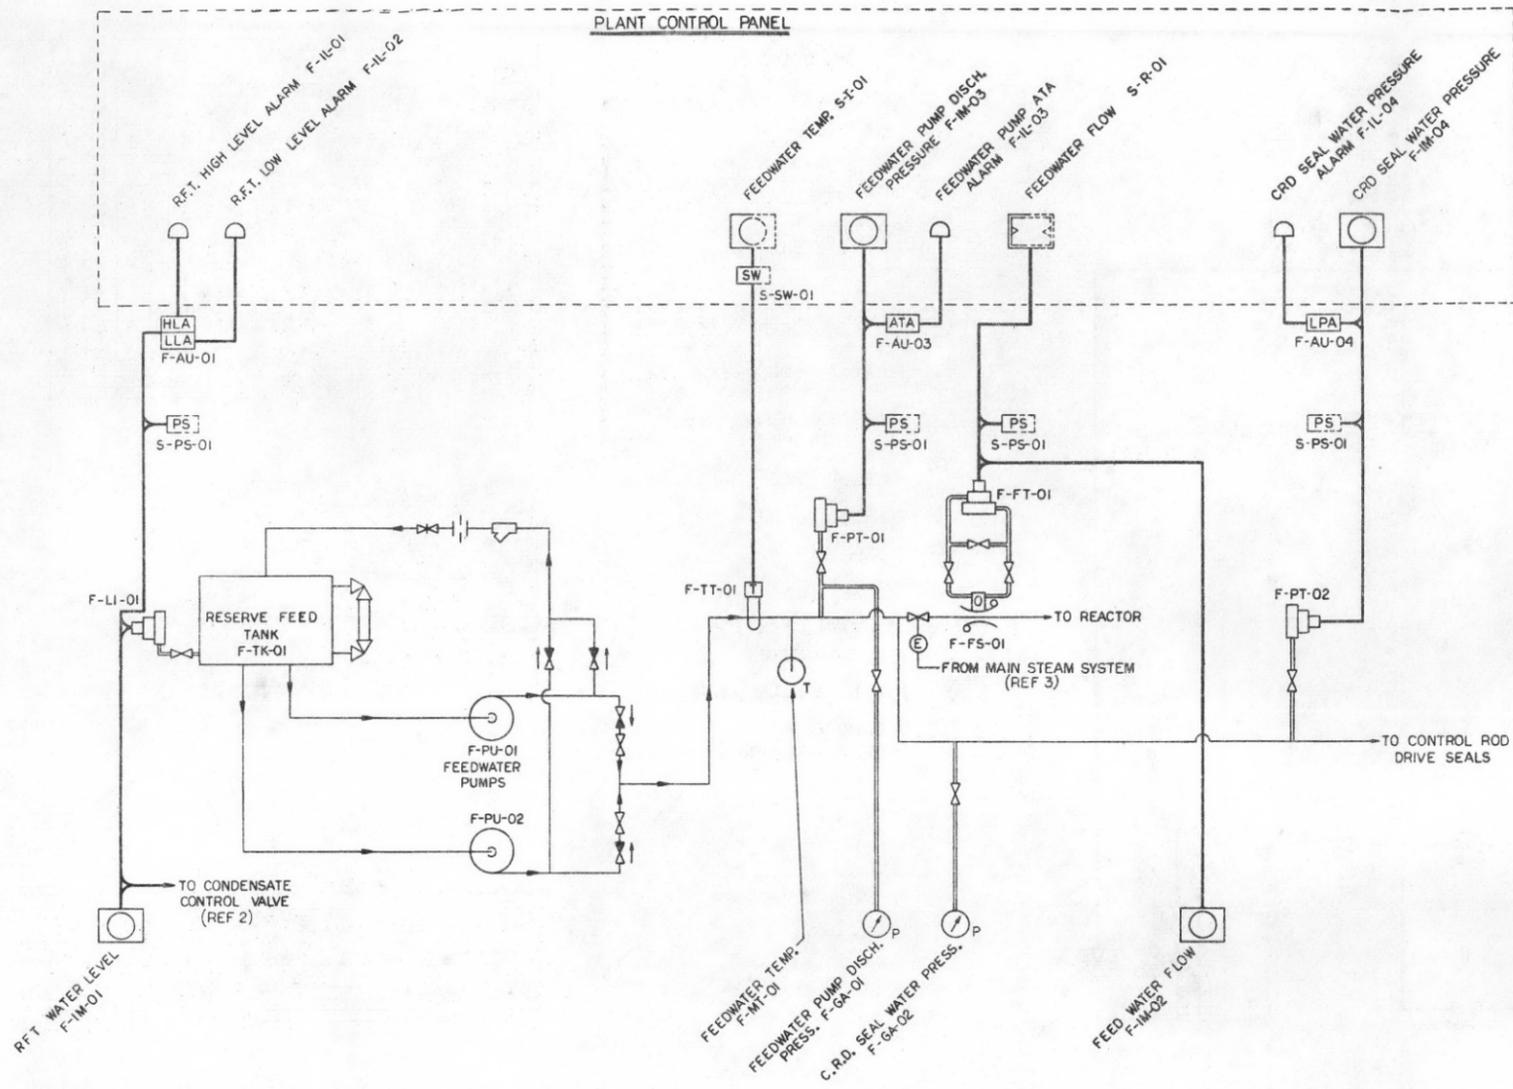 PLANT CONTROL PANEL
R.F.T. HIGH LEVEL ALARM F-IL-01
R.F.T. LOW LEVEL ALARM F-IL-02
FEEDWATER TEMP. S-I-01
FEEDWATER PUMP DISCH.
PRESSURE F-IM-03
FEEDWATER PUMP ATA
ALARM F-IL-03
FEEDWATER FLOW S-R-01
CRD SEAL WATER PRESSURE
ALARM F-IL-04
CRD SEAL WATER PRESSURE
F-IM-04
SW
S-SW-01
HLA
LLA
F-AU-01
ATA
F-AU-03
LPA
F-AU-04
PS
S-PS-01
PS
S-PS-01
PS
S-PS-01
PS
S-PS-01
F-FT-01
F-PT-01
F-LI-01
RESERVE FEED
TANK
F-TK-01
F-TT-01
T
F-PT-02
TO REACTOR
F-FS-01
E
FROM MAIN STEAM SYSTEM
(REF 3)
T
F-PU-01
FEEDWATER
PUMPS
F-PU-02
TO CONTROL ROD
DRIVE SEALS
TO CONDENSATE
CONTROL VALVE
(REF 2)
P
P
RFT WATER LEVEL
F-IM-01
FEEDWATER TEMP.
F-MT-01
FEEDWATER PUMP DISCH.
PRESS. F-GA-01
C.R.D. SEAL WATER PRESS.
F-GA-02
FEED WATER FLOW
F-IM-02